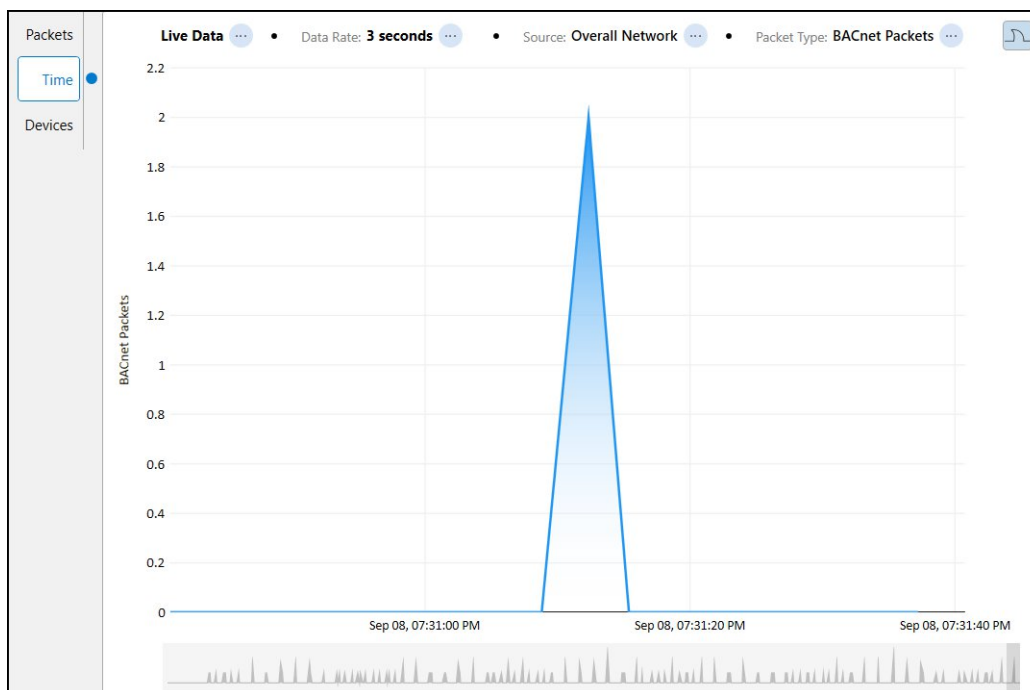 Packets
Time
Devices
Live Data ... • Data Rate: 3 seconds ... • Source: Overall Network ... • Packet Type: BACnet Packets ...
BACnet Packets
2.2
2
1.8
1.6
1.4
1.2
1
0.8
0.6
0.4
0.2
0
Sep 08, 07:31:00 PM Sep 08, 07:31:20 PM Sep 08, 07:31:40 PM